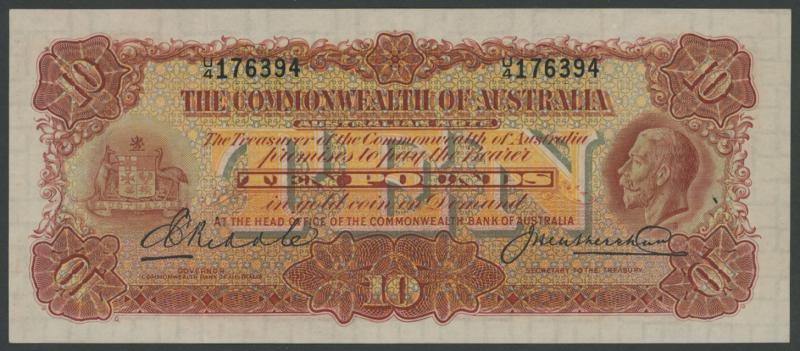 10 U/4 176394 U/4 176394 10
THE COMMONWEALTH OF AUSTRALIA
AUSTRALIAN NOTE
The Treasurer of the Commonwealth of Australia
promises to pay the Bearer
TEN
TEN POUNDS
in gold coin on Demand
AT THE HEAD OFFICE OF THE COMMONWEALTH BANK OF AUSTRALIA
GOVERNOR
COMMONWEALTH BANK OF AUSTRALIA
SECRETARY TO THE TREASURY
10 10 10